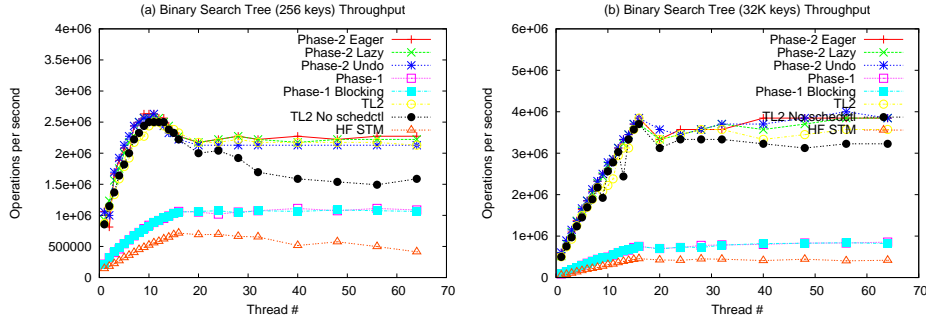 (a) Binary Search Tree (256 keys) Throughput
4e+06
3.5e+06
3e+06
2.5e+06
2e+06
1.5e+06
1e+06
500000
0
Operations per second
Phase-2 Eager
Phase-2 Lazy
Phase-2 Undo
Phase-1
Phase-1 Blocking
TL2
TL2 No schedctl
HF STM
0 10 20 30 40 50 60 70
Thread #
(b) Binary Search Tree (32K keys) Throughput
6e+06
5e+06
4e+06
3e+06
2e+06
1e+06
0
Operations per second
Phase-2 Eager
Phase-2 Lazy
Phase-2 Undo
Phase-1
Phase-1 Blocking
TL2
TL2 No schedctl
HF STM
0 10 20 30 40 50 60 70
Thread #